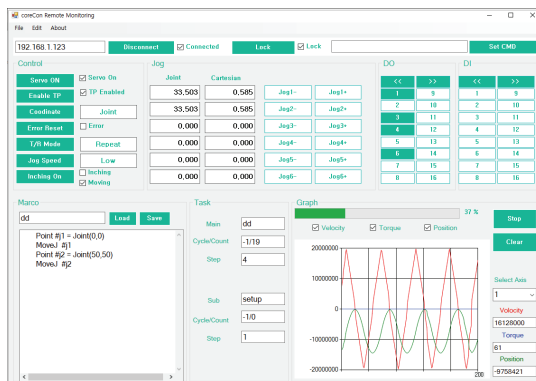 coreCon Remote Monitoring
File Edit About
192.168.1.123 Disconnect Connected Lock Lock Set CMD
Control Jog DO DI
Servo ON Servo On Joint Cartesian << >> << >>
Enable TP TP Enabled 33,503 0,585 Jog1- Jog1+ 1 9 1 9
Coodinate Joint 33,503 0,585 Jog2- Jog2+ 2 10 2 10
Error Reset Error 0,000 0,000 Jog3- Jog3+ 3 11 3 11
T/R Mode Repeat 0,000 0,000 Jog4- Jog4+ 4 12 4 12
Jog Speed Low 0,000 0,000 Jog5- Jog5+ 5 13 5 13
Inching On Inching 0,000 0,000 Jog6- Jog6+ 6 14 6 14
Moving 7 15 7 15
8 16 8 16
Marco Task Graph
dd Load Save
Point #j1 = Joint(0,0)
MoveJ #j1
Point #j2 = Joint(50,50)
MoveJ #j2
Main dd
Cycle/Count -1/19
Step 4
Sub setup
Cycle/Count -1/0
Step 1
37 %
Velocity Torque Position
20000000
10000000
0
-10000000
-20000000
200
Stop
Clear
Select Axis
1
Volocity
16128000
Torque
61
Position
-9758421